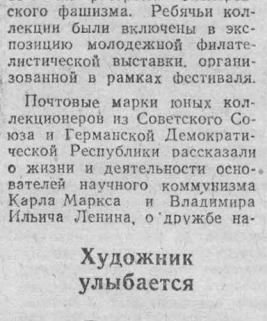 ского фашизма. Ребячьи кол-
лекции были включены в экс-
позицию молодежной филате-
листической выставки, органи-
зованной в рамках фестиваля.
Почтовые марки юных кол-
лекционеров из Советского Со-
юза и Германской Демократи-
ческой Республики рассказали
о жизни и деятельности осно-
вателей научного коммунизма
Карла Маркса и Владимира
Ильича Ленина, о дружбе на-
Художник
улыбается